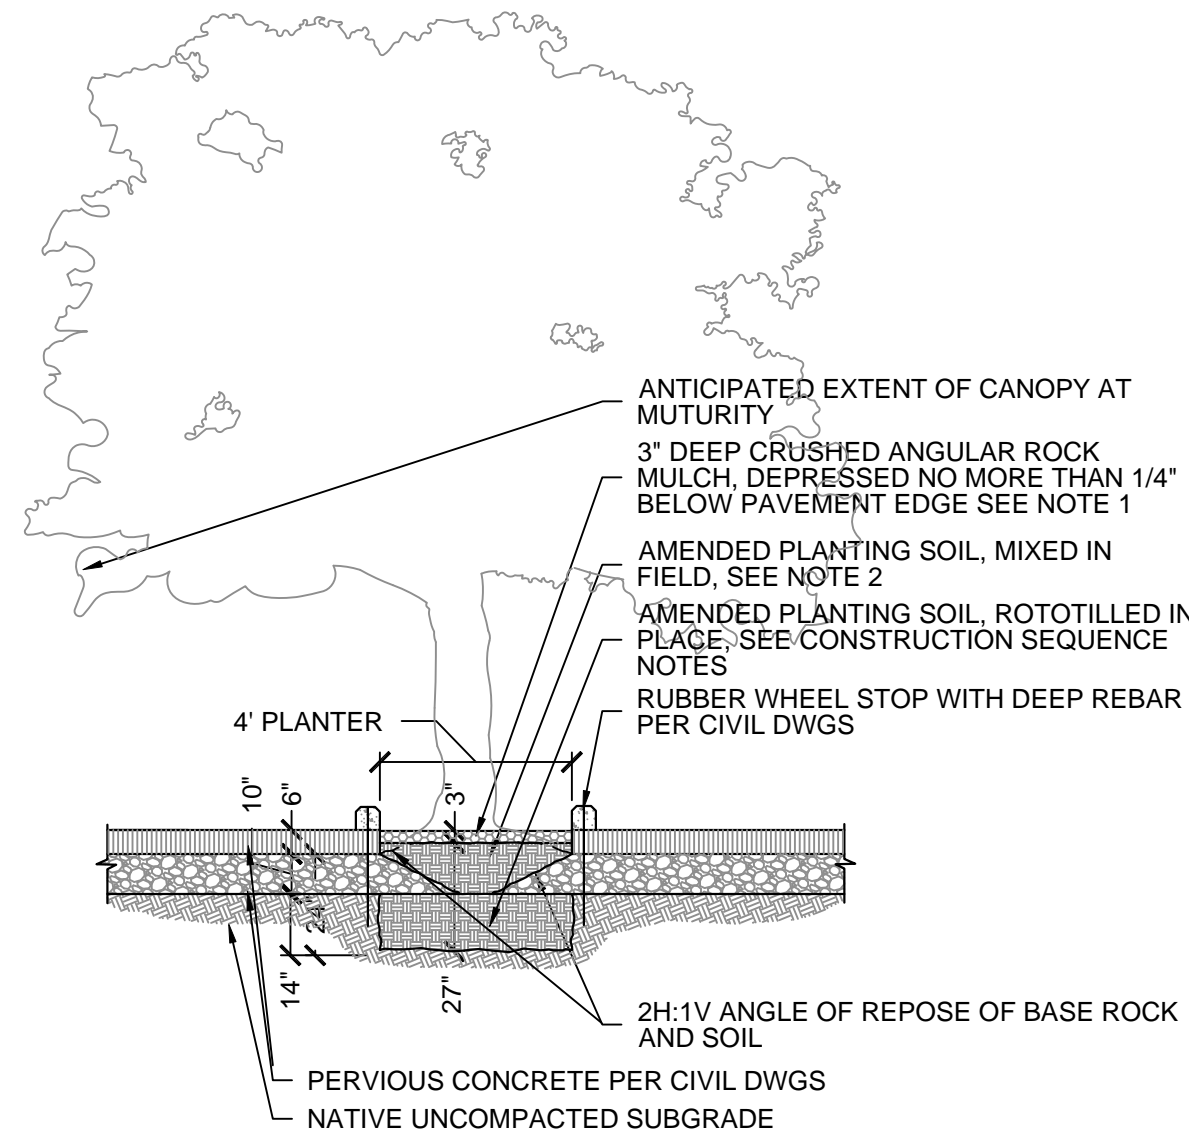 ANTICIPATED EXTENT OF CANOPY AT
MUTURITY
3" DEEP CRUSHED ANGULAR ROCK
MULCH, DEPRESSED NO MORE THAN 1/4"
BELOW PAVEMENT EDGE SEE NOTE 1
AMENDED PLANTING SOIL, MIXED IN
FIELD, SEE NOTE 2
AMENDED PLANTING SOIL, ROTOTILLED IN
PLACE, SEE CONSTRUCTION SEQUENCE
NOTES
RUBBER WHEEL STOP WITH DEEP REBAR
PER CIVIL DWGS
4' PLANTER
10"
6"
3"
24"
14"
27"
2H:1V ANGLE OF REPOSE OF BASE ROCK
AND SOIL
PERVIOUS CONCRETE PER CIVIL DWGS
NATIVE UNCOMPACTED SUBGRADE